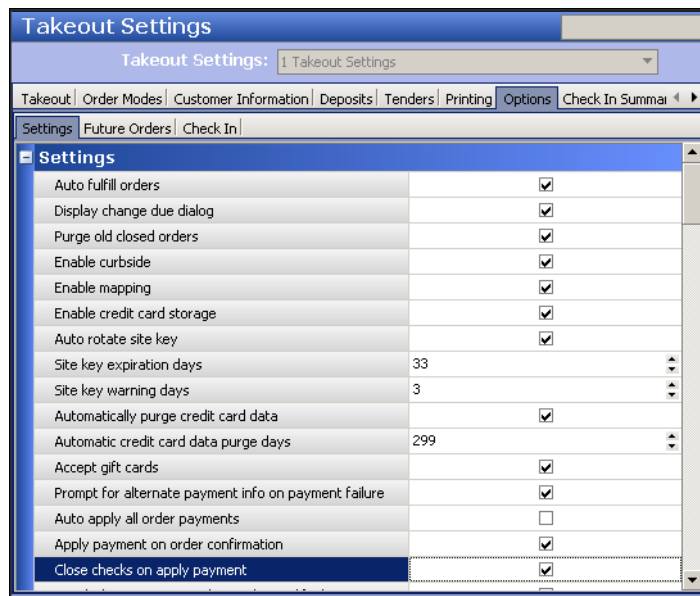 Takeout Settings
Takeout Settings: 1 Takeout Settings
Takeout Order Modes Customer Information Deposits Tenders Printing Options Check In Summar
Settings Future Orders Check In
Settings
Auto fulfill orders
Display change due dialog
Purge old closed orders
Enable curbside
Enable mapping
Enable credit card storage
Auto rotate site key
Site key expiration days 33
Site key warning days 3
Automatically purge credit card data
Automatic credit card data purge days 299
Accept gift cards
Prompt for alternate payment info on payment failure
Auto apply all order payments
Apply payment on order confirmation
Close checks on apply payment